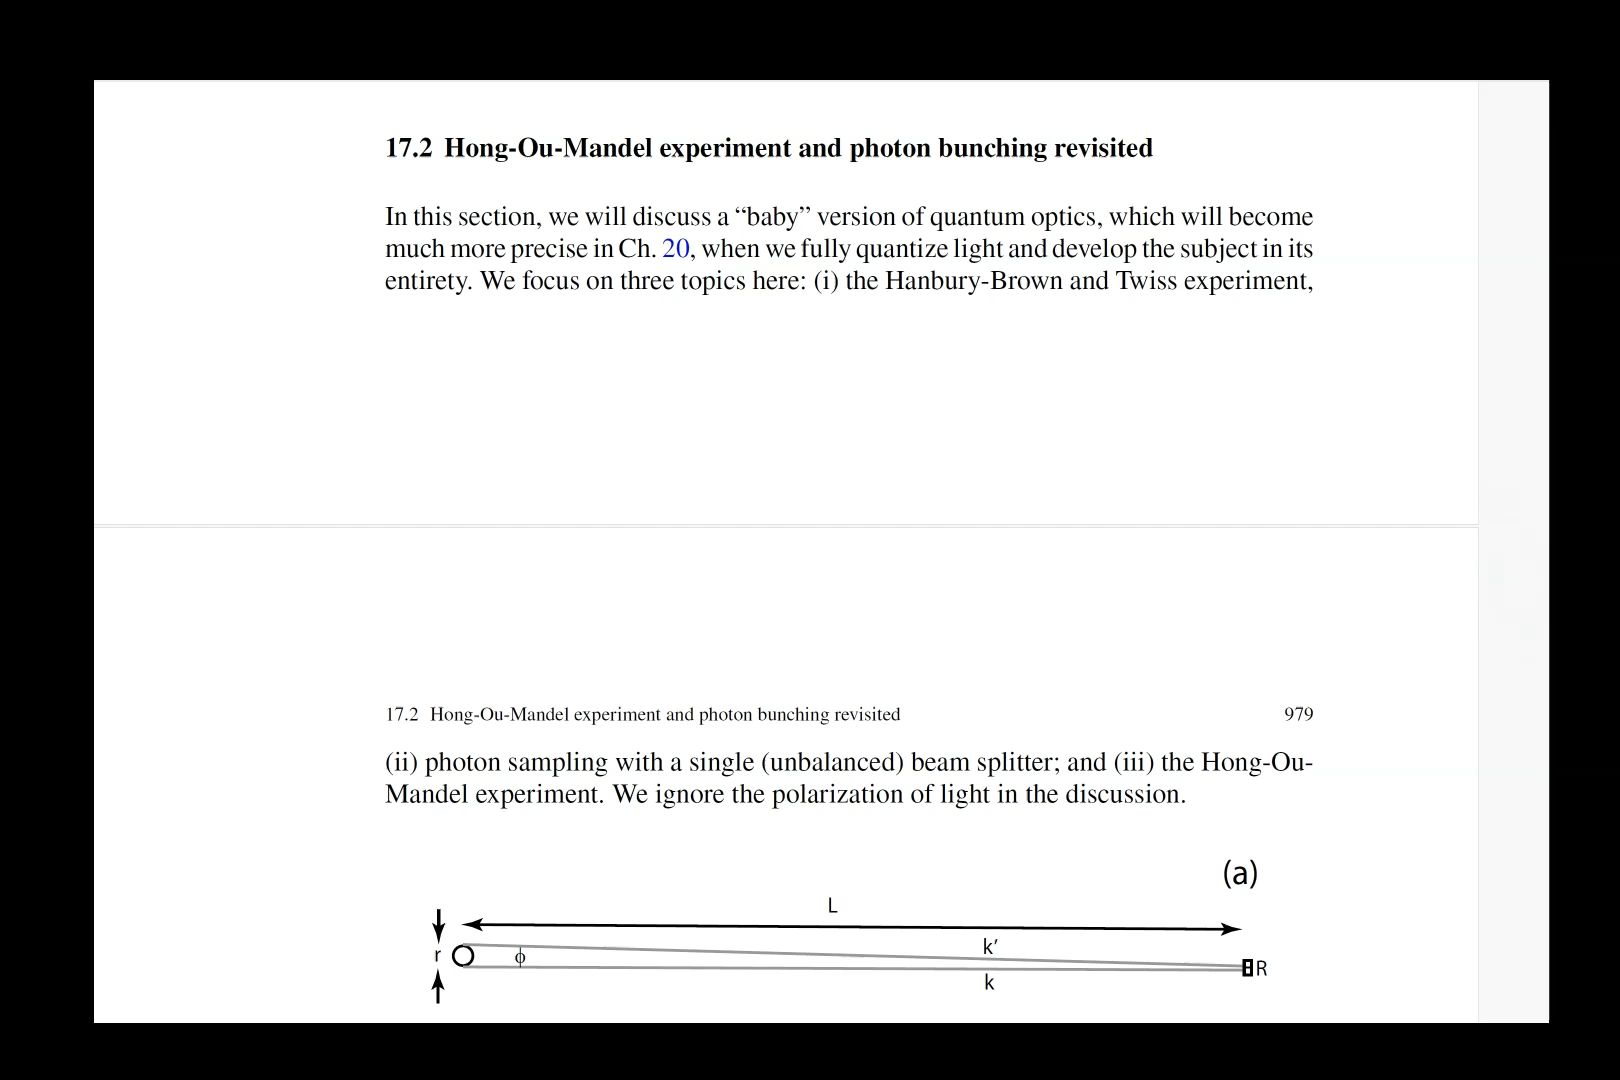 17.2 Hong-Ou-Mandel experiment and photon bunching revisited
In this section, we will discuss a “baby” version of quantum optics, which will become
much more precise in Ch. 20, when we fully quantize light and develop the subject in its
entirety. We focus on three topics here: (i) the Hanbury-Brown and Twiss experiment,
17.2 Hong-Ou-Mandel experiment and photon bunching revisited 979
(ii) photon sampling with a single (unbalanced) beam splitter; and (iii) the Hong-Ou-
Mandel experiment. We ignore the polarization of light in the discussion.
(a)
L
k′
r ϕ
R
k